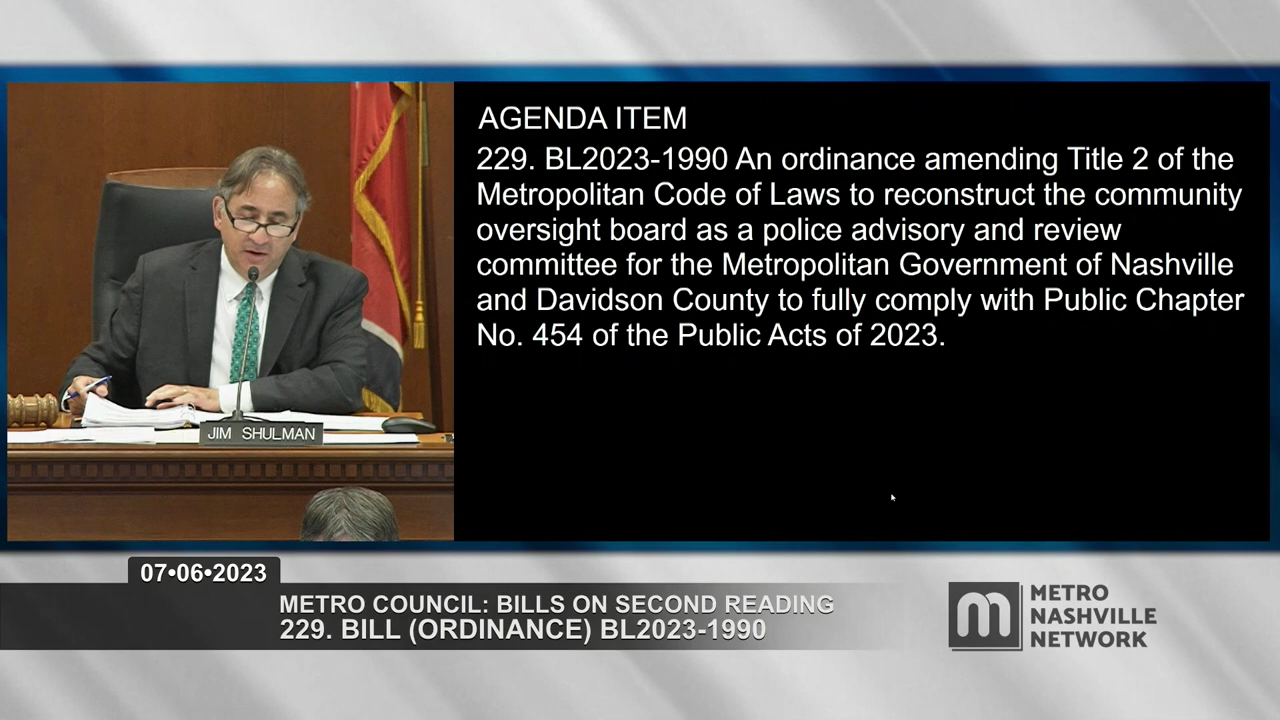 AGENDA ITEM
229. BL2023-1990 An ordinance amending Title 2 of the
Metropolitan Code of Laws to reconstruct the community
oversight board as a police advisory and review
committee for the Metropolitan Government of Nashville
and Davidson County to fully comply with Public Chapter
No. 454 of the Public Acts of 2023.
JIM SHULMAN
07•06•2023
METRO COUNCIL: BILLS ON SECOND READING
229. BILL (ORDINANCE) BL2023-1990
m
METRO
NASHVILLE
NETWORK